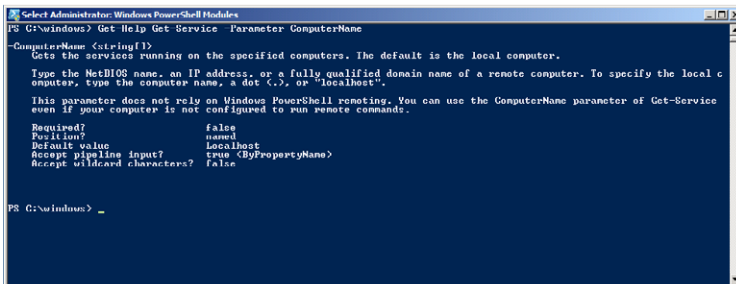 Select Administrator: Windows PowerShell Modules
PS C:\windows> Get-Help Get-Service -Parameter ComputerName
-ComputerName <string[]>
Gets the services running on the specified computers. The default is the local computer.
Type the NetBIOS name, an IP address, or a fully qualified domain name of a remote computer. To specify the local c
omputer, type the computer name, a dot (.), or "localhost".
This parameter does not rely on Windows PowerShell remoting. You can use the ComputerName parameter of Get-Service
even if your computer is not configured to run remote commands.
Required? false
Position? named
Default value Localhost
Accept pipeline input? true <ByPropertyName>
Accept wildcard characters? false
PS C:\windows> _